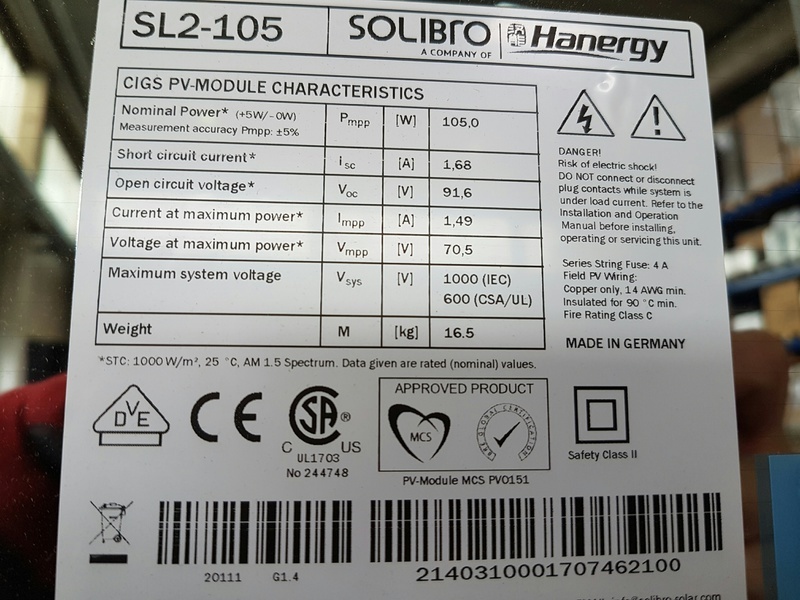 SL2-105
SOLIBRO
A COMPANY OF
Hanergy
CIGS PV-MODULE CHARACTERISTICS
Nominal Power* (+5W/-0W)
Measurement accuracy Pmpp: ±5%
Pmpp [W] 105,0
Short circuit current* Isc [A] 1,68
Open circuit voltage* Voc [V] 91,6
Current at maximum power* Impp [A] 1,49
Voltage at maximum power* Vmpp [V] 70,5
Maximum system voltage Vsys [V] 1000 (IEC)
600 (CSA/UL)
Weight M [kg] 16.5
*STC: 1000 W/m², 25 °C, AM 1.5 Spectrum. Data given are rated (nominal) values.
DANGER!
Risk of electric shock!
DO NOT connect or disconnect
plug contacts while system is
under load current. Refer to the
Installation and Operation
Manual before installing,
operating or servicing this unit.
Series String Fuse: 4 A
Field PV Wiring:
Copper only, 14 AWG min.
Insulated for 90 °C min.
Fire Rating Class C
MADE IN GERMANY
DVE
CE
SA®
C US
UL1703
No 244748
APPROVED PRODUCT
MCS
PV-Module MCS PV0151
Safety Class II
20111 G1.4
2140310001707462100
info@solibro-solar.com